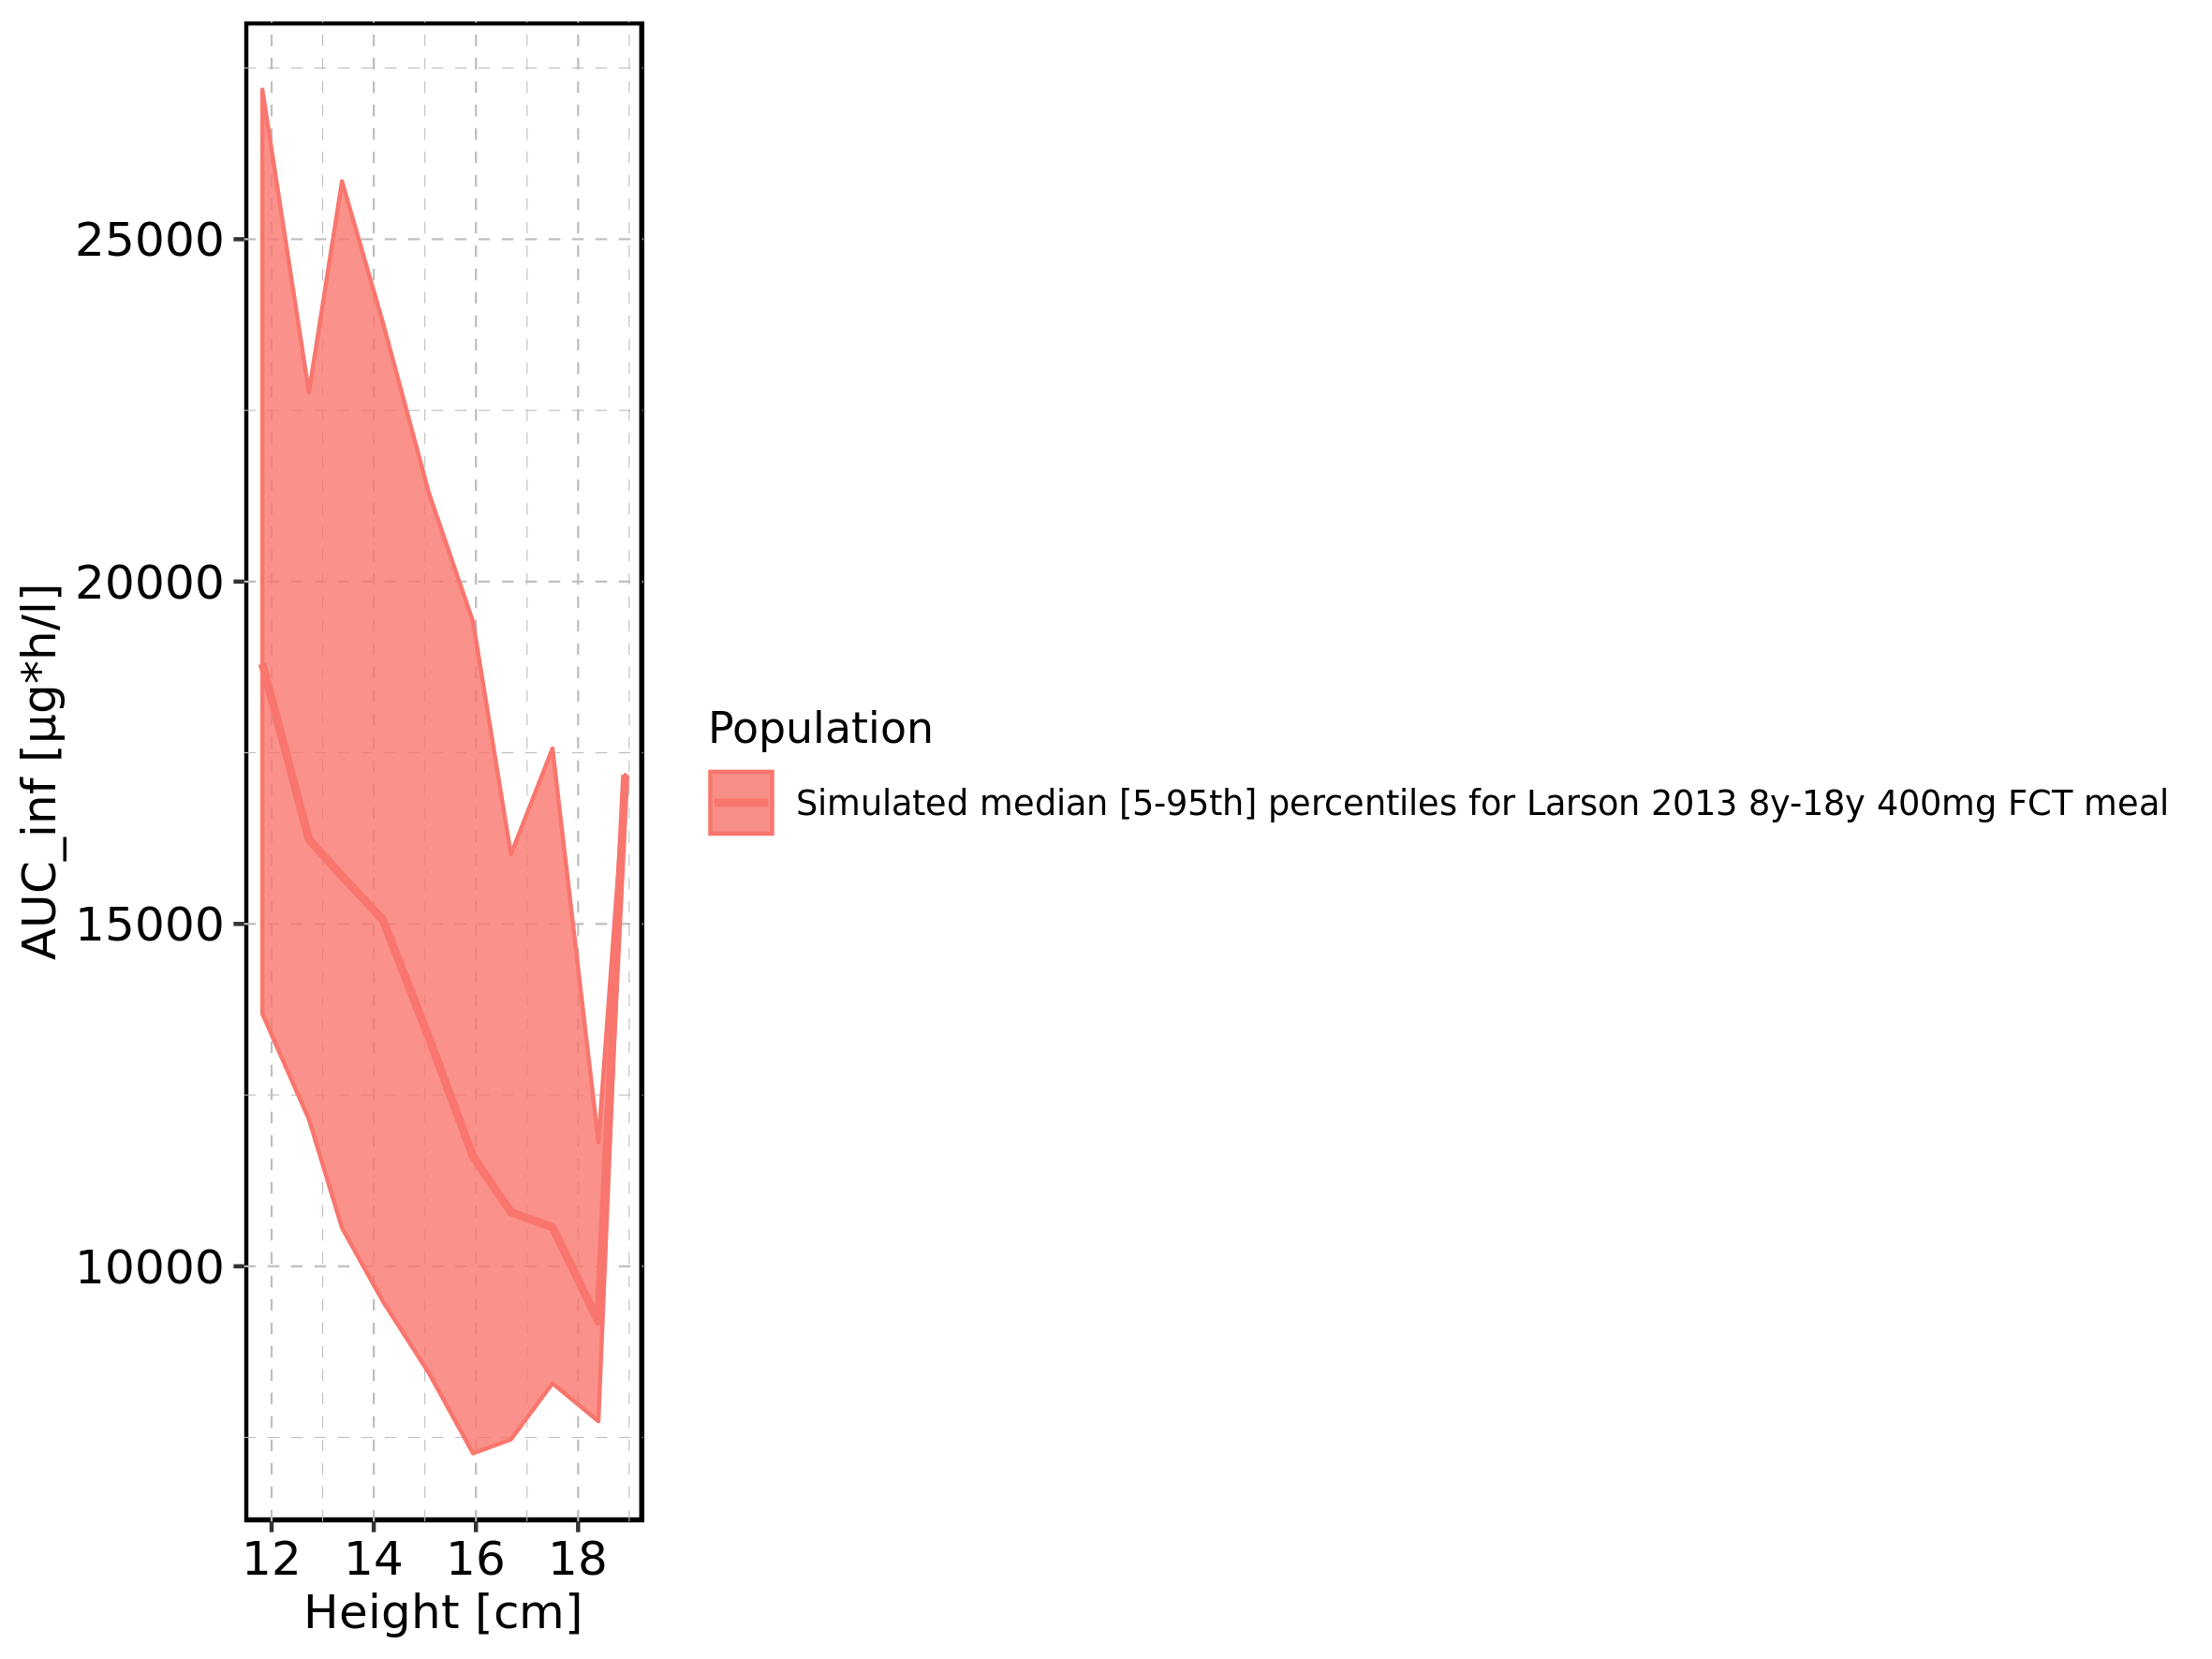 25000
20000
15000
10000
AUC_inf [µg*h/l]
12 14 16 18
Height [cm]
Population
Simulated median [5-95th] percentiles for Larson 2013 8y-18y 400mg FCT meal